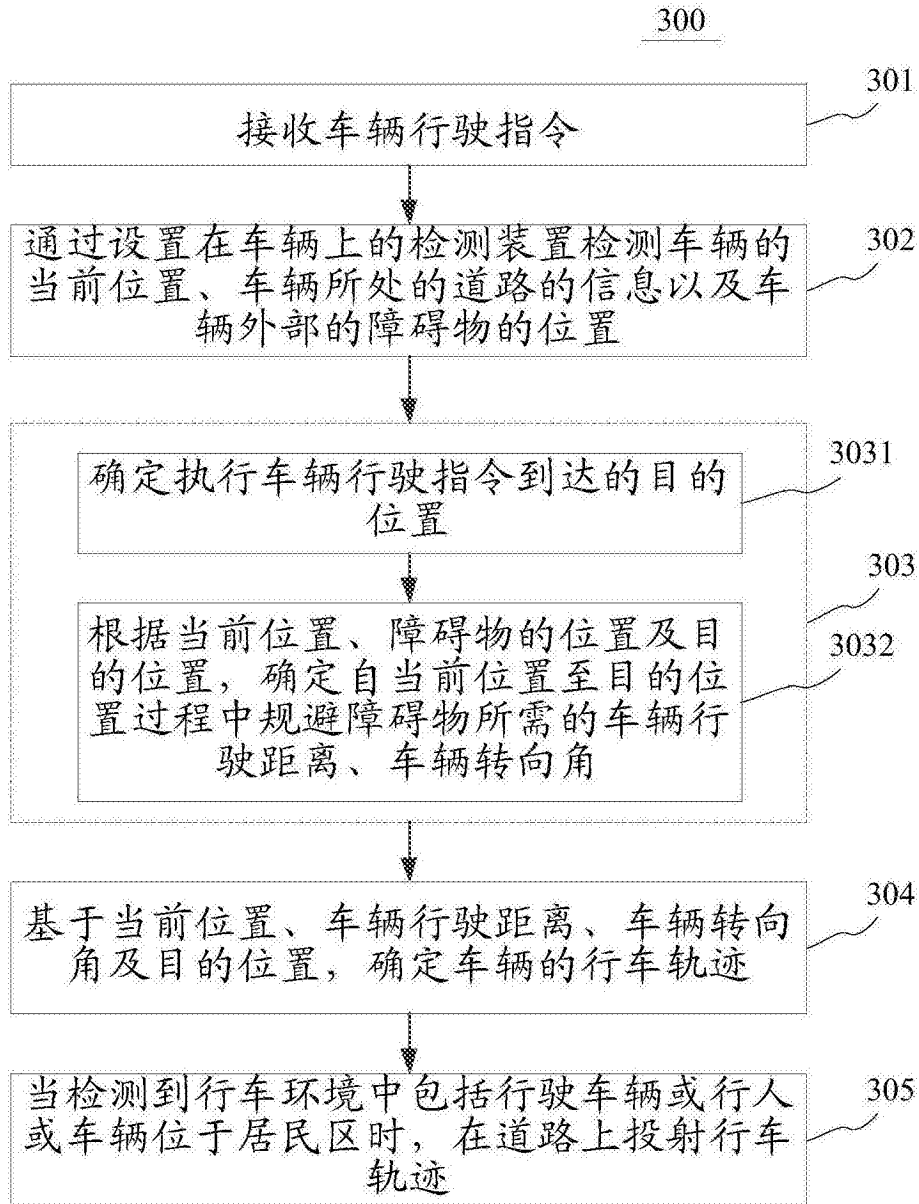 300
301
接收车辆行驶指令
302
通过设置在车辆上的检测装置检测车辆的
当前位置、车辆所处的道路的信息以及车
辆外部的障碍物的位置
3031
确定执行车辆行驶指令到达的目的
位置
303
3032
根据当前位置、障碍物的位置及目
的位置，确定自当前位置至目的位
置过程中规避障碍物所需的车辆行
驶距离、车辆转向角
304
基于当前位置、车辆行驶距离、车辆转向
角及目的位置，确定车辆的行车轨迹
305
当检测到行车环境中包括行驶车辆或行人
或车辆位于居民区时，在道路上投射行车
轨迹